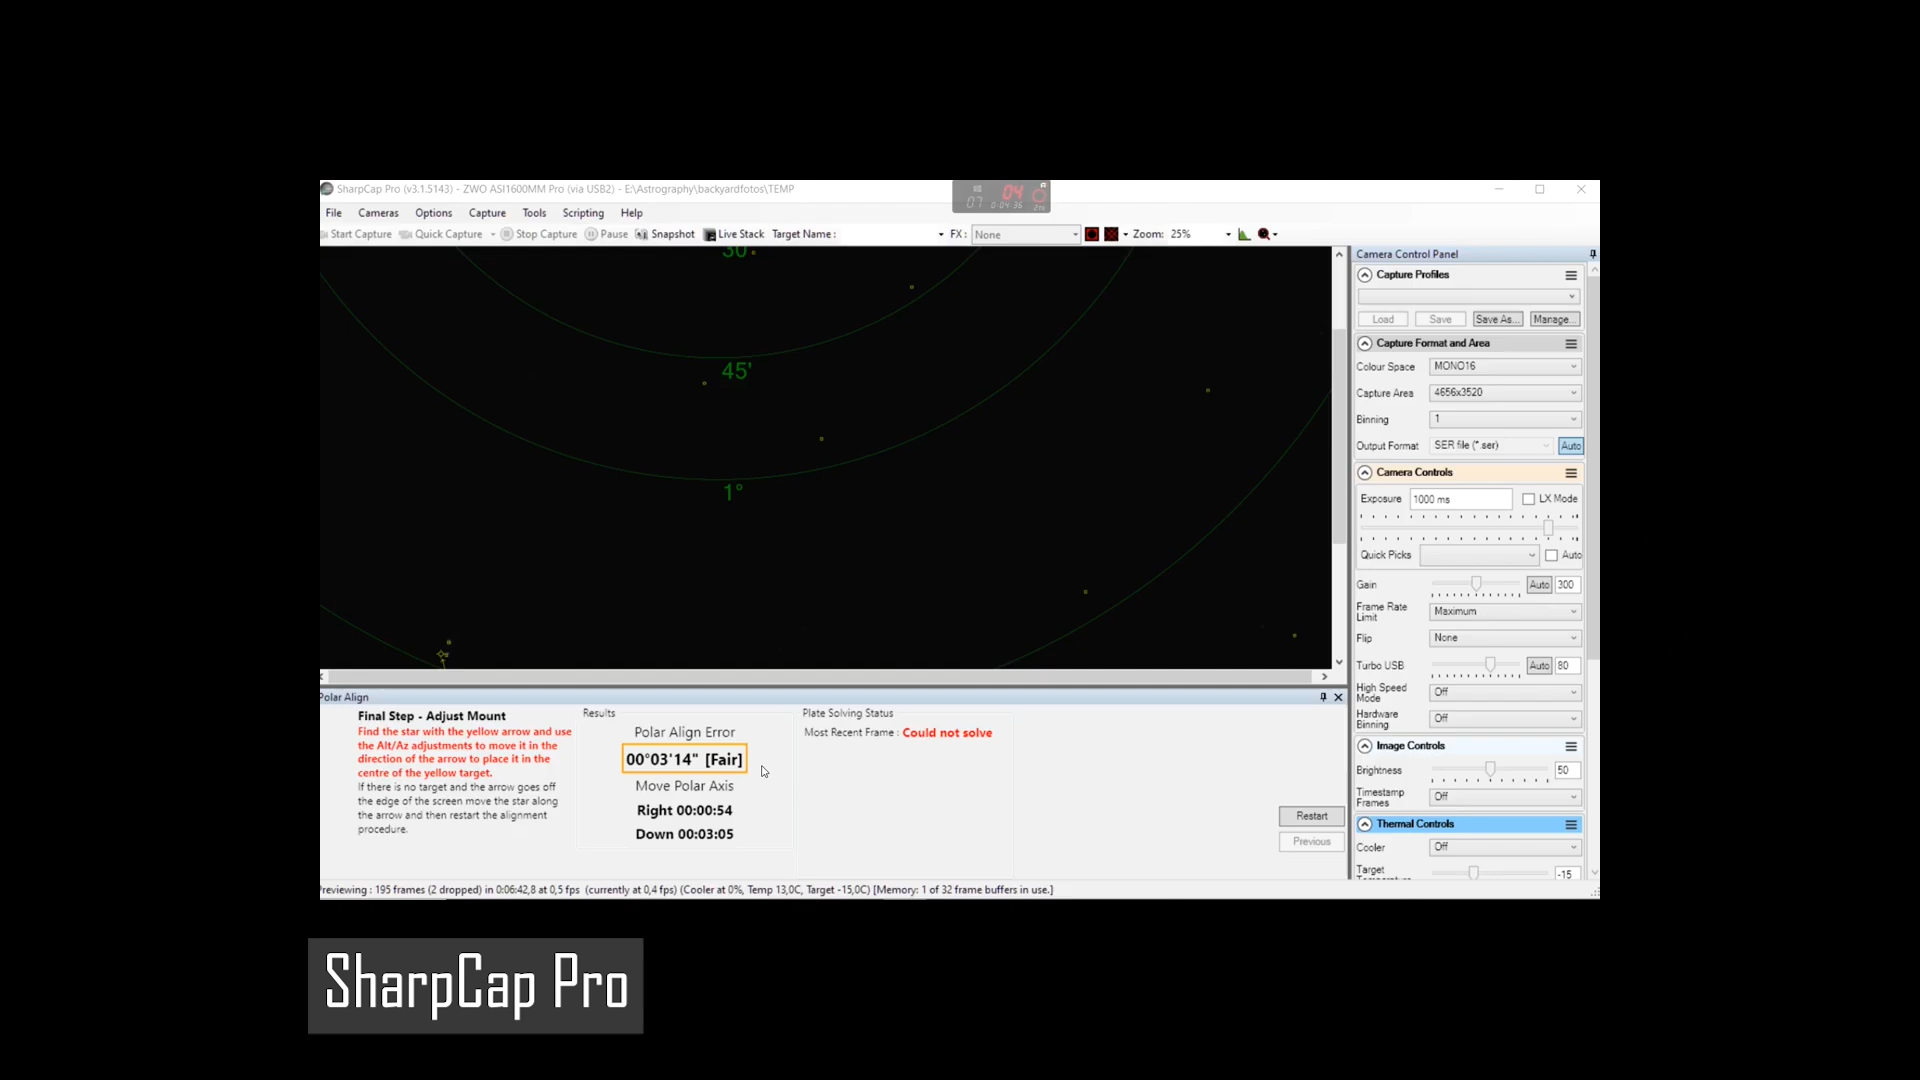 SharpCap Pro (v3.1.5143) - ZWO ASI1600MM Pro (via USB2) - E:\Astrography\backyardfotos\TEMP
04
07 0:04:35
File Cameras Options Capture Tools Scripting Help
Start Capture Quick Capture Stop Capture Pause Snapshot Live Stack Target Name : FX : None Zoom: 25%
30
45'
1°
Camera Control Panel
Capture Profiles
Load Save Save As... Manage...
Capture Format and Area
Colour Space MONO16
Capture Area 4656x3520
Binning 1
Output Format SER file (*.ser) Auto
Camera Controls
Exposure 1000 ms LX Mode
Quick Picks Auto
Gain Auto 300
Frame Rate Limit Maximum
Flip None
Turbo USB Auto 80
High Speed Mode Off
Hardware Binning Off
Image Controls
Brightness 50
Timestamp Frames Off
Thermal Controls
Cooler Off
Target -15
Polar Align
Final Step - Adjust Mount
Find the star with the yellow arrow and use
the Alt/Az adjustments to move it in the
direction of the arrow to place it in the
centre of the yellow target.
If there is no target and the arrow goes off
the edge of the screen move the star along
the arrow and then restart the alignment
procedure.
Results
Polar Align Error
00°03'14" [Fair]
Move Polar Axis
Right 00:00:54
Down 00:03:05
Plate Solving Status
Most Recent Frame : Could not solve
Restart
Previous
Previewing : 195 frames (2 dropped) in 0:06:42,8 at 0,5 fps (currently at 0,4 fps) (Cooler at 0%, Temp 13,0C, Target -15,0C) [Memory: 1 of 32 frame buffers in use.]
SharpCap Pro